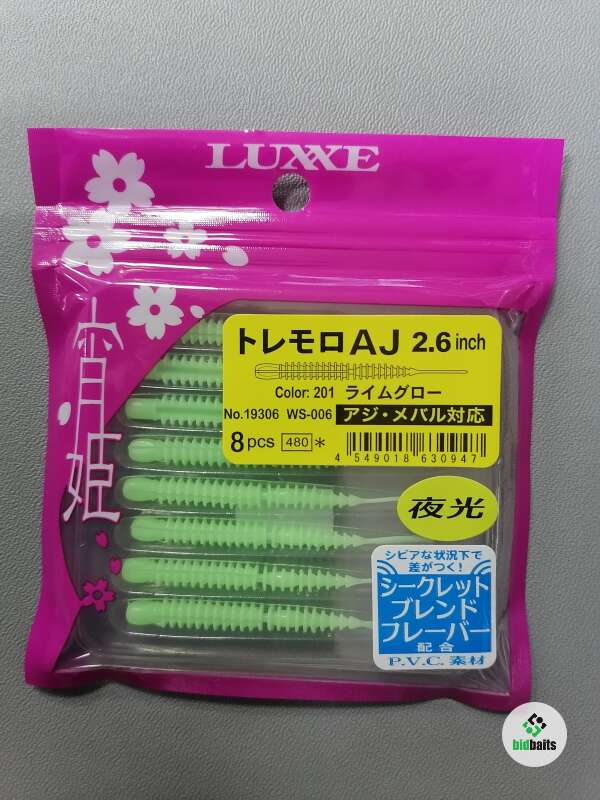 LUXXE
宵姫
トレモロAJ 2.6 inch
Color: 201 ライムグロー
No.19306 WS-006 アジ・メバル対応
8pcs 480*
4 549018 630947
夜光
シビアな状況下で
差がつく!
シークレット
ブレンド
フレーバー
配合
P.V.C. 素材
bidbaits